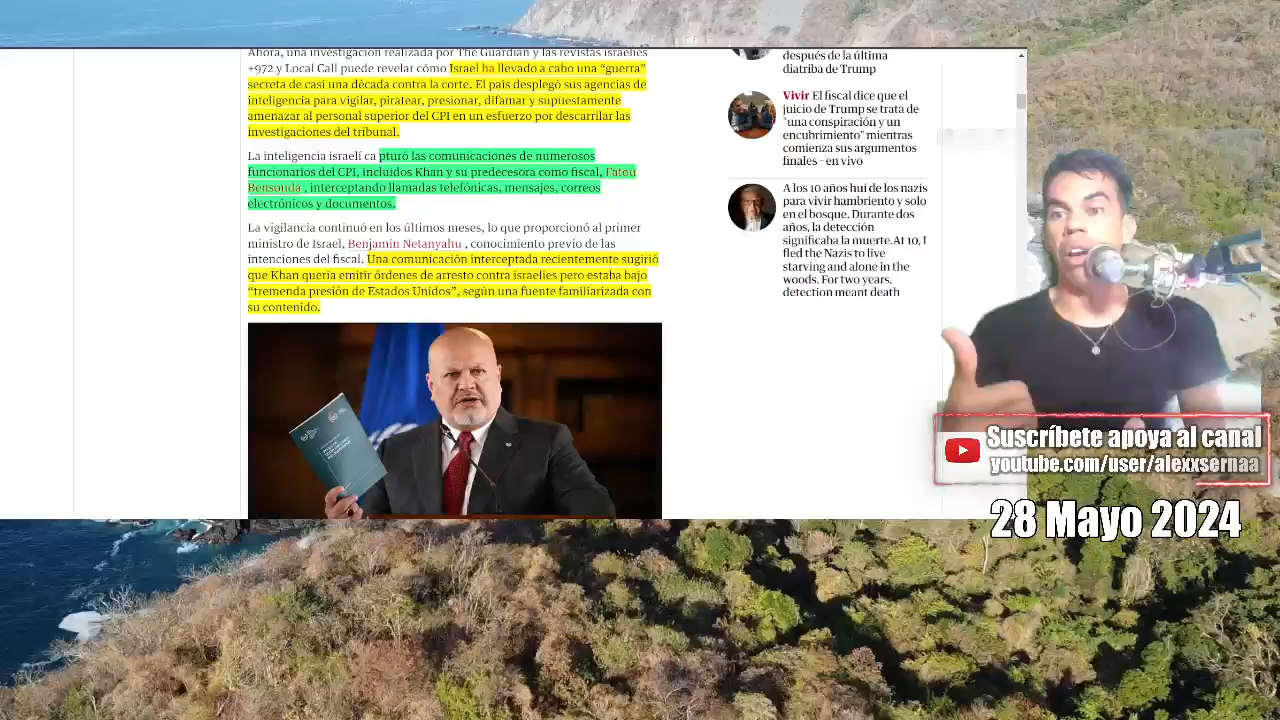 Ahora, una investigación realizada por The Guardian y las revistas israelíes
+972 y Local Call puede revelar cómo Israel ha llevado a cabo una “guerra”
secreta de casi una década contra la corte. El país desplegó sus agencias de
inteligencia para vigilar, piratear, presionar, difamar y supuestamente
amenazar al personal superior del CPI en un esfuerzo por descarrilar las
investigaciones del tribunal.
La inteligencia israelí ca pturó las comunicaciones de numerosos
funcionarios del CPI, incluidos Khan y su predecesora como fiscal, Fatou
Bensouda , interceptando llamadas telefónicas, mensajes, correos
electrónicos y documentos.
La vigilancia continuó en los últimos meses, lo que proporcionó al primer
ministro de Israel, Benjamín Netanyahu , conocimiento previo de las
intenciones del fiscal. Una comunicación interceptada recientemente sugirió
que Khan quería emitir órdenes de arresto contra israelíes pero estaba bajo
“tremenda presión de Estados Unidos”, según una fuente familiarizada con
su contenido.
después de la última
diatriba de Trump
Vivir El fiscal dice que el
juicio de Trump se trata de
"una conspiración y un
encubrimiento" mientras
comienza sus argumentos
finales – en vivo
A los 10 años huí de los nazis
para vivir hambriento y solo
en el bosque. Durante dos
años, la detección
significaba la muerte.At 10, I
fled the Nazis to live
starving and alone in the
woods. For two years,
detection meant death
Suscríbete apoya al canal
youtube.com/user/alexxsernaa
28 Mayo 2024